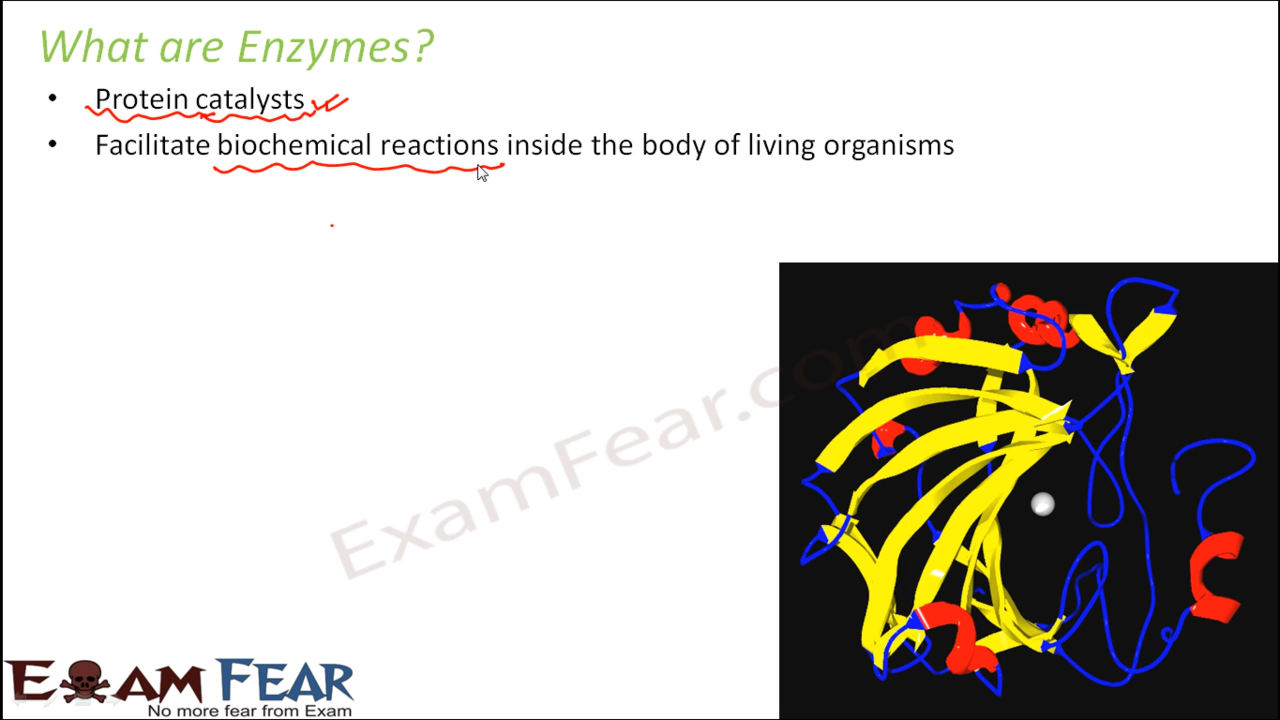 What are Enzymes?
• Protein catalysts
• Facilitate biochemical reactions inside the body of living organisms
ExamFear.com
EXAM FEAR
No more fear from Exam